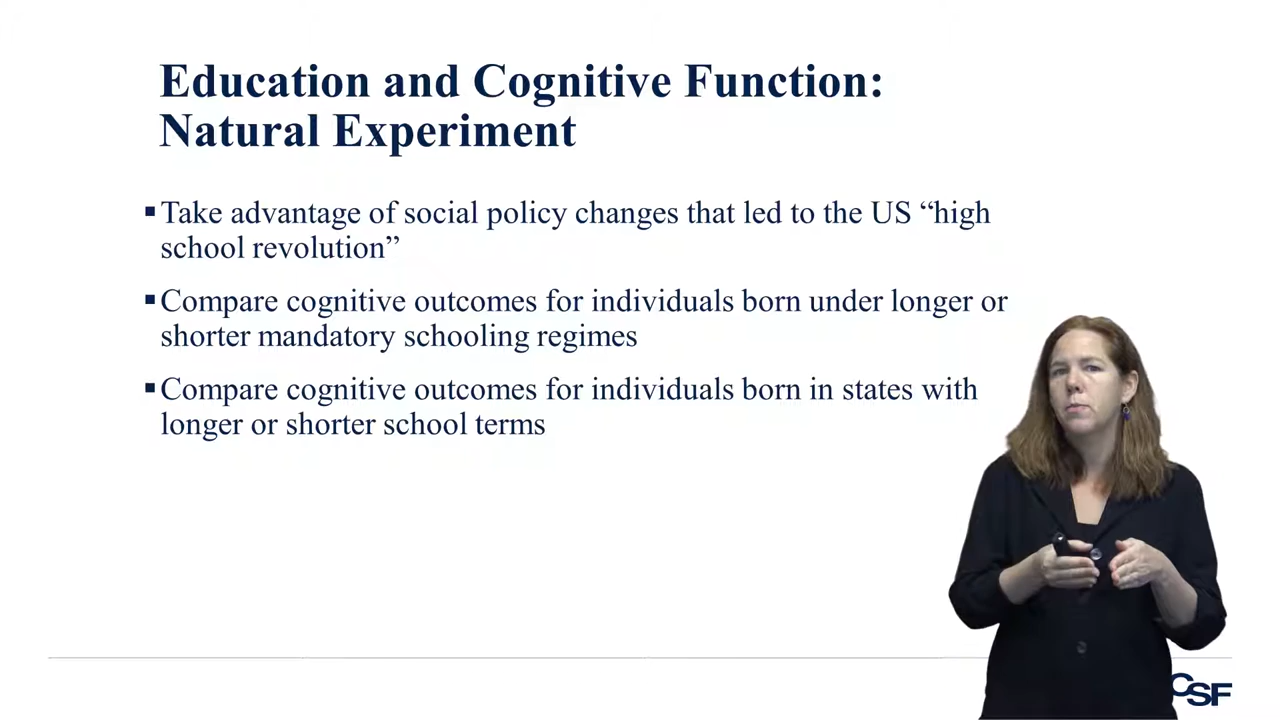 Education and Cognitive Function:
Natural Experiment
▪Take advantage of social policy changes that led to the US “high
school revolution”
▪Compare cognitive outcomes for individuals born under longer or
shorter mandatory schooling regimes
▪Compare cognitive outcomes for individuals born in states with
longer or shorter school terms
CSF